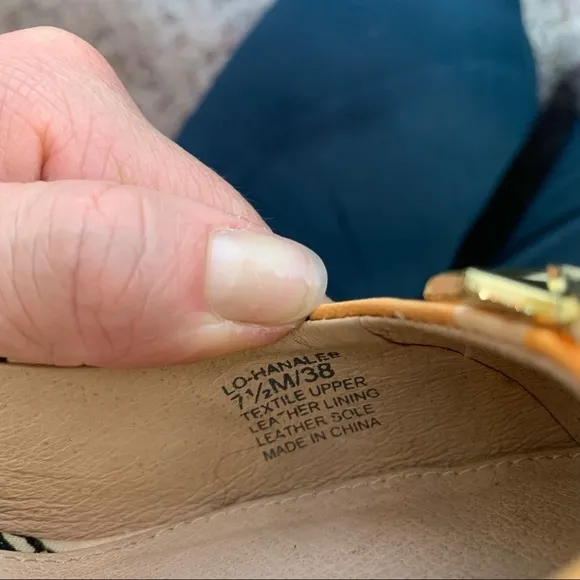 LO-HANALEE
7½M/38
TEXTILE UPPER
LEATHER LINING
LEATHER SOLE
MADE IN CHINA